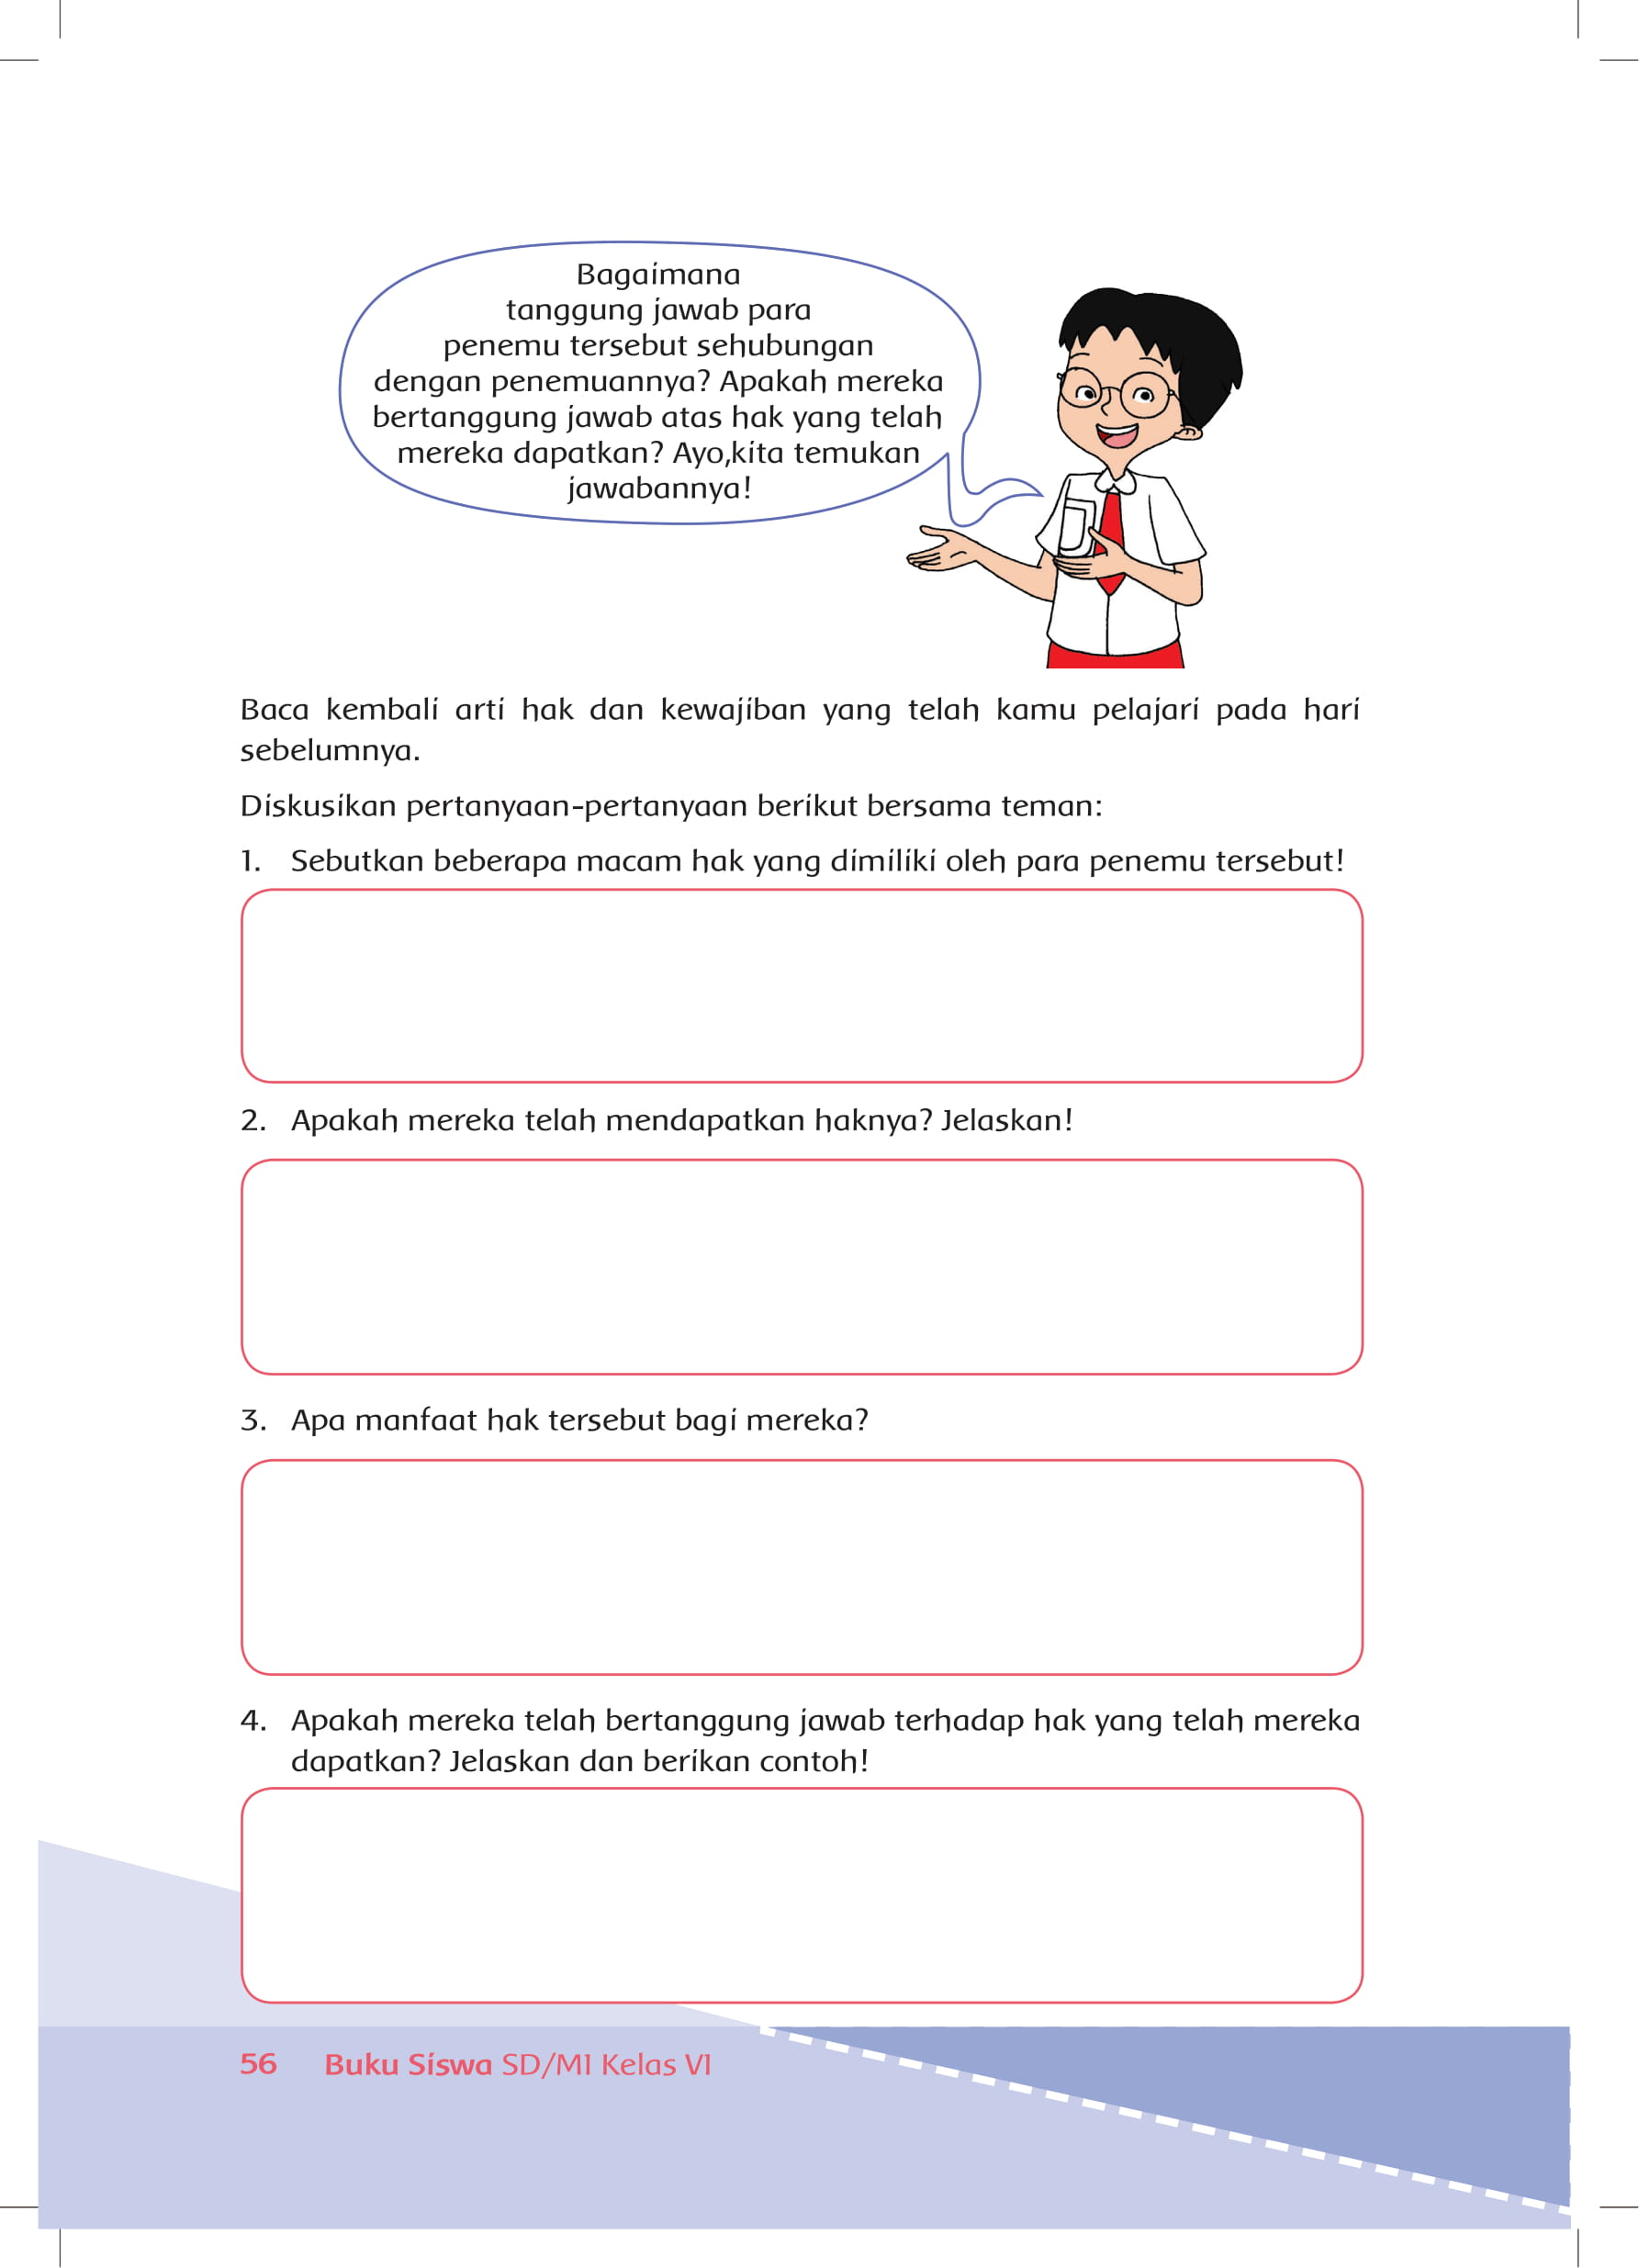 Bagaimana
tanggung jawab para
penemu tersebut sehubungan
dengan penemuannya? Apakah mereka
bertanggung jawab atas hak yang telah
mereka dapatkan? Ayo,kita temukan
jawabannya!
Baca kembali arti hak dan kewajiban yang telah kamu pelajari pada hari
sebelumnya.
Diskusikan pertanyaan-pertanyaan berikut bersama teman:
1. Sebutkan beberapa macam hak yang dimiliki oleh para penemu tersebut!
2. Apakah mereka telah mendapatkan haknya? Jelaskan!
3. Apa manfaat hak tersebut bagi mereka?
4. Apakah mereka telah bertanggung jawab terhadap hak yang telah mereka
dapatkan? Jelaskan dan berikan contoh!
56 Buku Siswa SD/MI Kelas VI